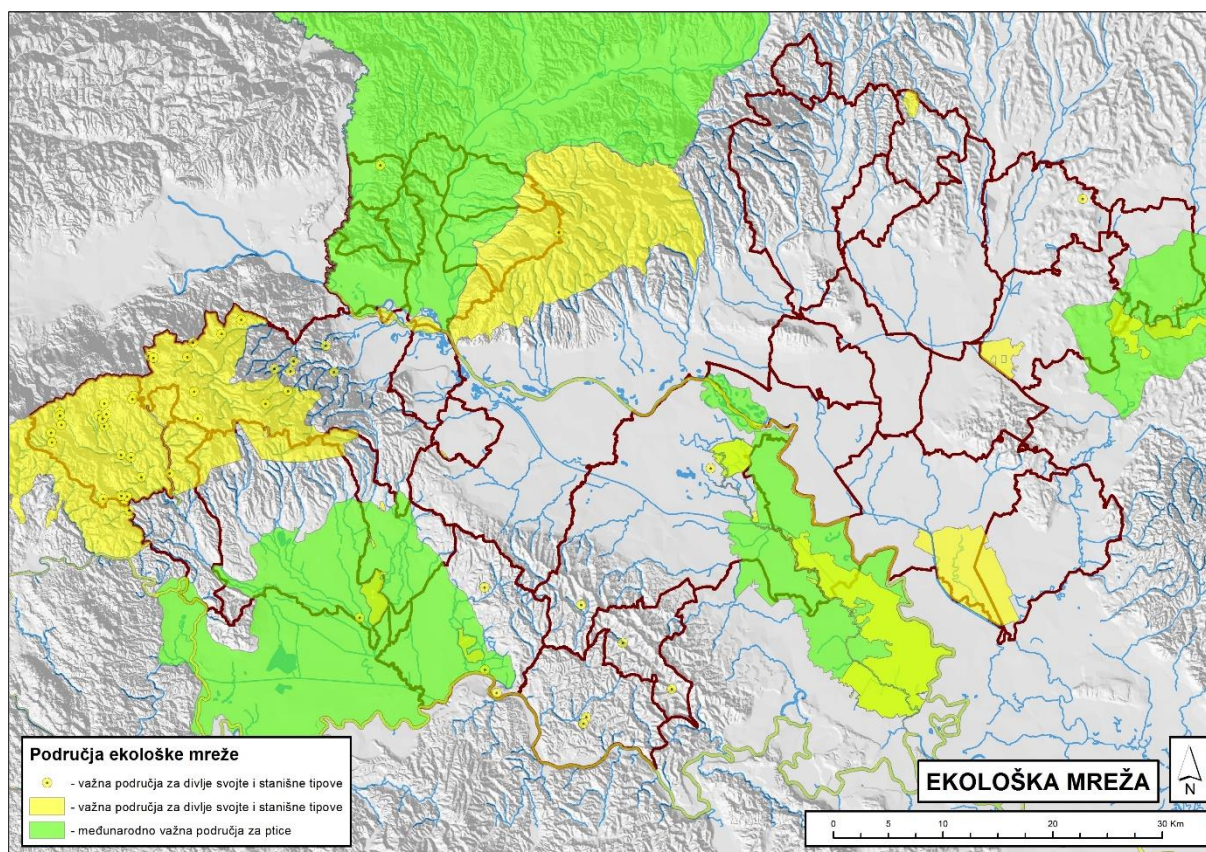 Područja ekološke mreže
- važna područja za divlje svojte i stanišne tipove
- važna područja za divlje svojte i stanišne tipove
- međunarodno važna područja za ptice
EKOLOŠKA MREŽA
N
0 5 10 20 30 Km